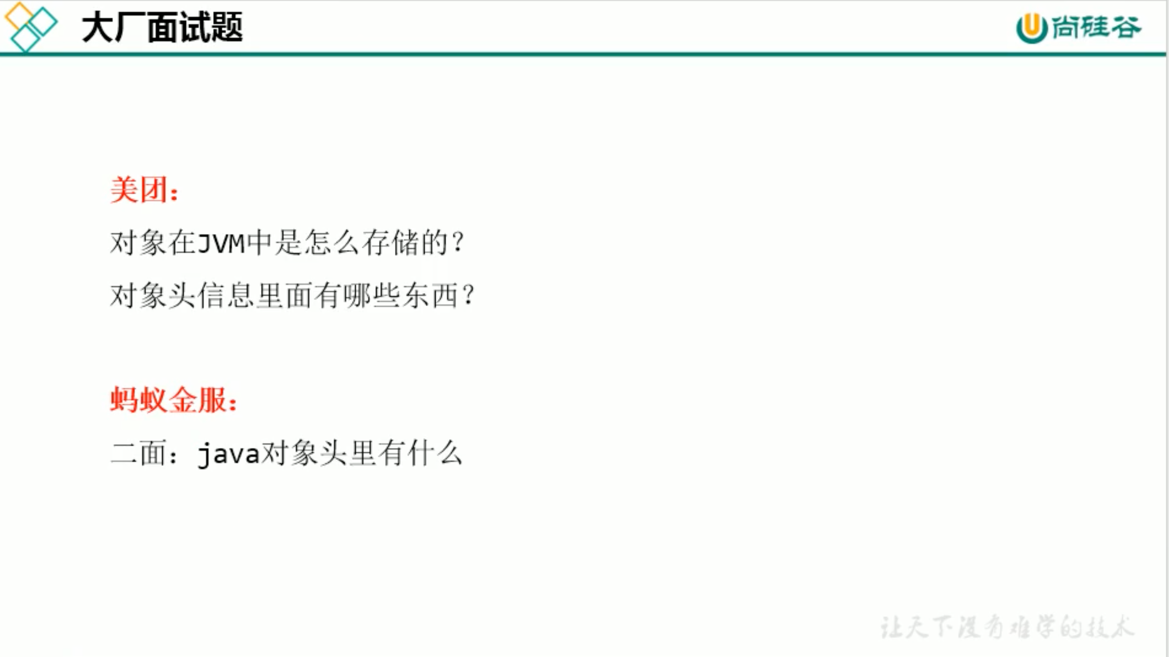 大厂面试题
尚硅谷
美团：
对象在JVM中是怎么存储的？
对象头信息里面有哪些东西？
蚂蚁金服：
二面：java对象头里有什么
让天下没有难学的技术